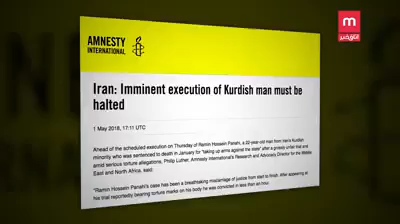 AMNESTY
INTERNATIONAL
m
Iran: Imminent execution of Kurdish man must be
halted
1 May 2018, 17:11 UTC
Ahead of the scheduled execution on Thursday of Ramin Hossein Panahi, a 22-year-old man from Iran's Kurdish
minority who was sentenced to death in January for "taking up arms against the state" after a grossly unfair trial and
amid serious torture allegations, Philip Luther, Amnesty International's Research and Advocacy Director for the Middle
East and North Africa, said:
"Ramin Hossein Panahi's case has been a breathtaking miscarriage of justice from start to finish. After appearing at
his trial reportedly bearing torture marks on his body he was convicted in less than an hour.